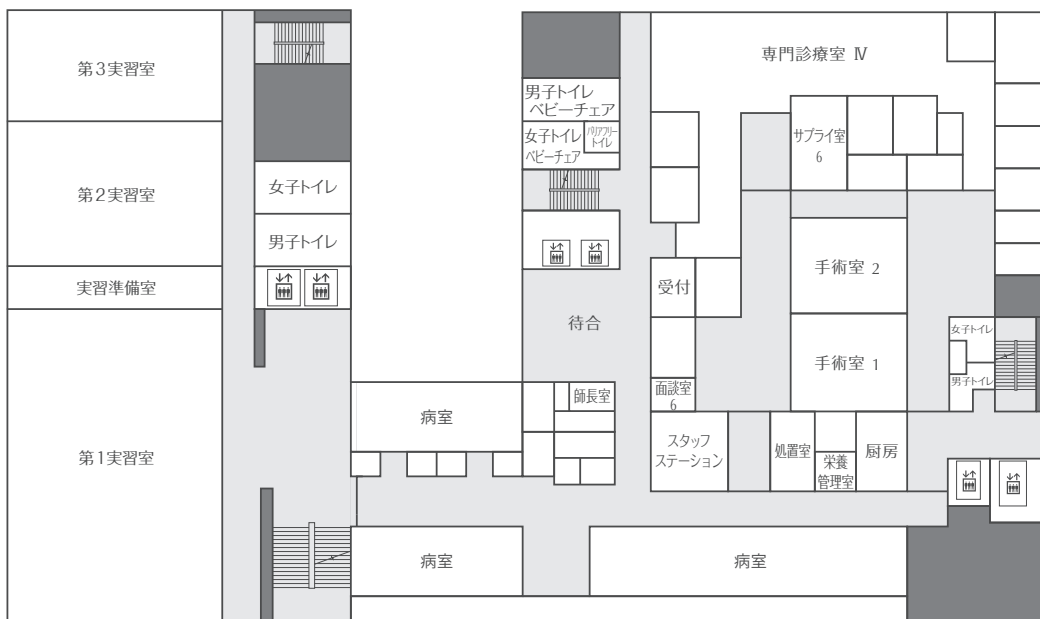 第3実習室
専門診療室 Ⅳ
男子トイレ
ベビーチェア
サプライ室
6
女子トイレ
ベビーチェア
バリアフリー
トイレ
第2実習室
女子トイレ
男子トイレ
手術室 2
実習準備室
受付
待合
女子トイレ
手術室 1
男子トイレ
面談室
6
師長室
病室
第1実習室
スタッフ
ステーション
処置室
栄養
管理室
厨房
病室
病室